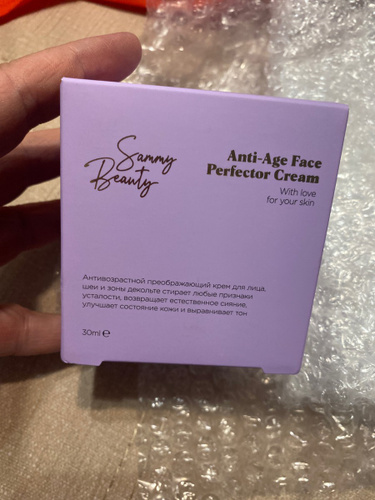 Sammy
Beauty
Anti-Age Face
Perfector Cream
With love
for your skin
Антивозрастной преображающий крем для лица,
шеи и зоны декольте стирает любые признаки
усталости, возвращает естественное сияние,
улучшает состояние кожи и выравнивает тон
30ml ℮